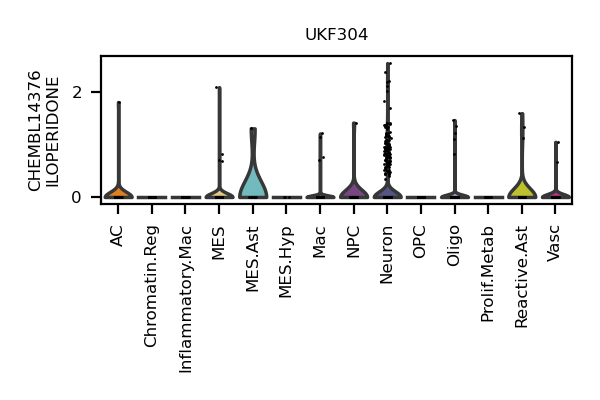 UKF304
CHEMBL14376
ILOPERIDONE
2
0
AC
Chromatin.Reg
Inflammatory.Mac
MES
MES.Ast
MES.Hyp
Mac
NPC
Neuron
OPC
Oligo
Prolif.Metab
Reactive.Ast
Vasc